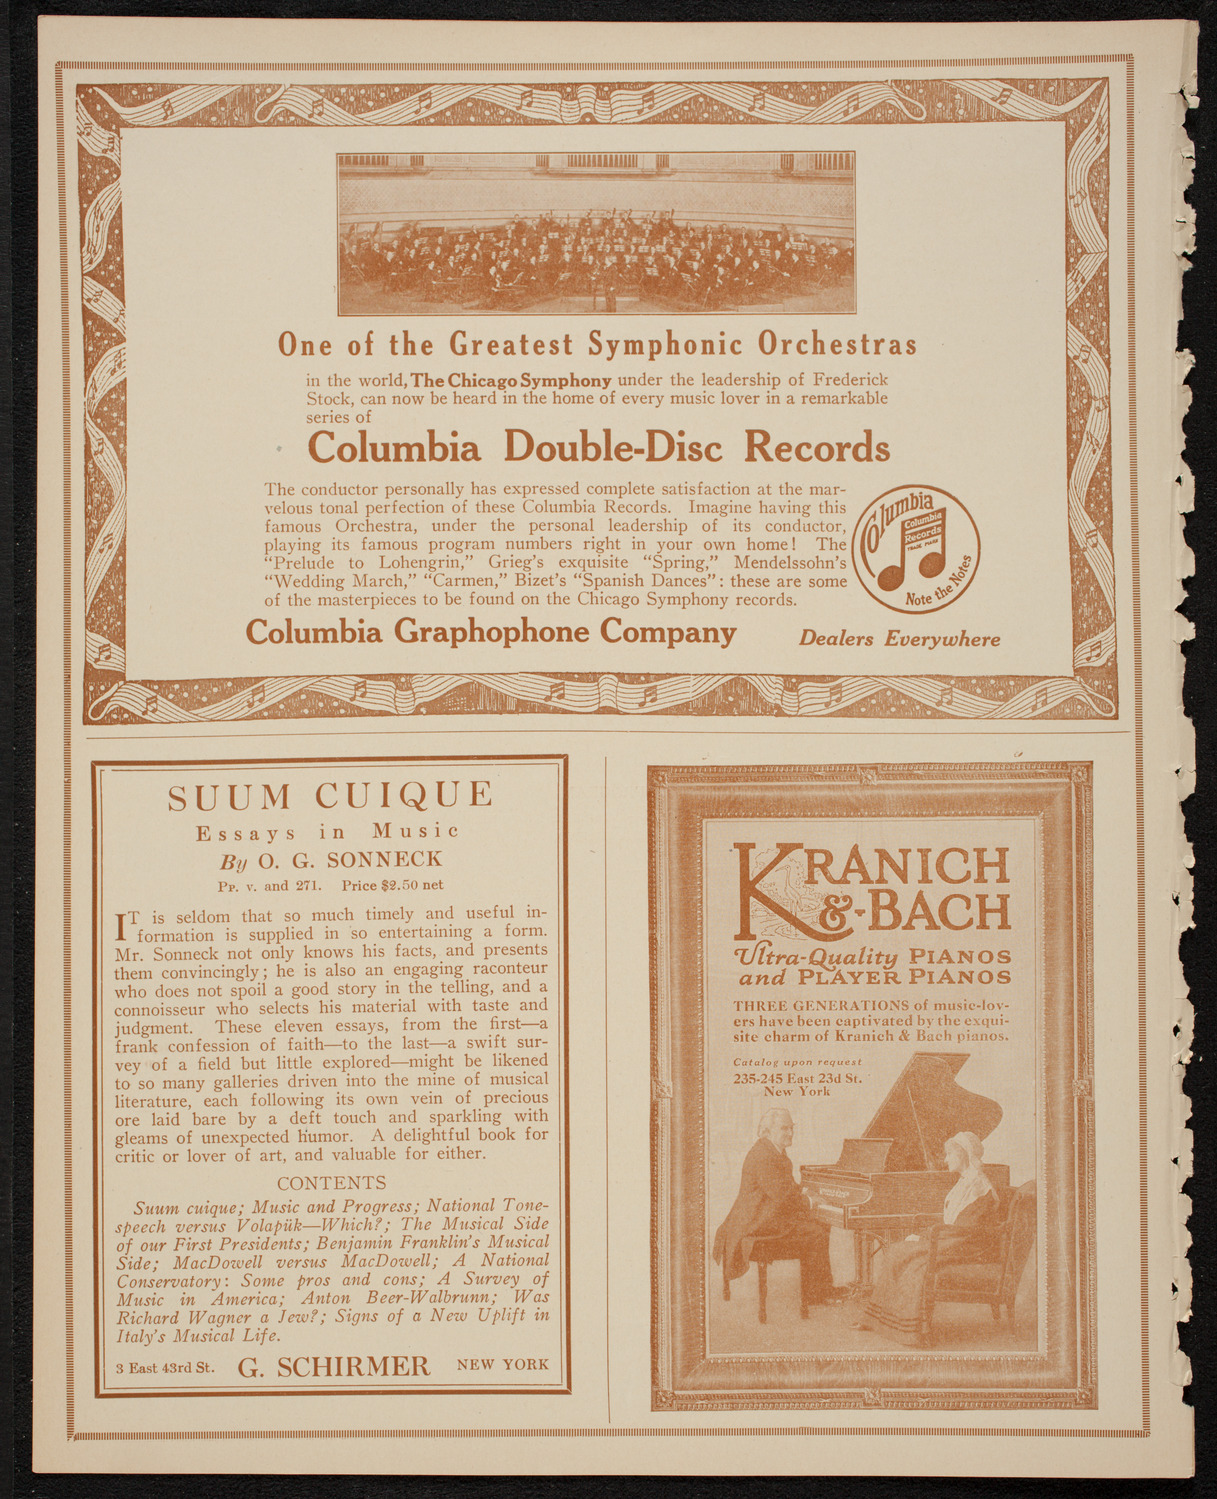 One of the Greatest Symphonic Orchestras
in the world, The Chicago Symphony under the leadership of Frederick
Stock, can now be heard in the home of every music lover in a remarkable
series of
Columbia Double-Disc Records
The conductor personally has expressed complete satisfaction at the mar-
velous tonal perfection of these Columbia Records. Imagine having this
famous Orchestra, under the personal leadership of its conductor,
playing its famous program numbers right in your own home! The
“Prelude to Lohengrin,” Grieg’s exquisite “Spring,” Mendelssohn’s
“Wedding March,” “Carmen,” Bizet’s “Spanish Dances”: these are some
of the masterpieces to be found on the Chicago Symphony records.
Columbia
Columbia
Records
TRADE MARK
Note the Notes
Columbia Graphophone Company Dealers Everywhere
SUUM CUIQUE
Essays in Music
By O. G. SONNECK
Pp. v. and 271. Price $2.50 net
IT is seldom that so much timely and useful in-
formation is supplied in so entertaining a form.
Mr. Sonneck not only knows his facts, and presents
them convincingly; he is also an engaging raconteur
who does not spoil a good story in the telling, and a
connoisseur who selects his material with taste and
judgment. These eleven essays, from the first—a
frank confession of faith—to the last—a swift sur-
vey of a field but little explored—might be likened
to so many galleries driven into the mine of musical
literature, each following its own vein of precious
ore laid bare by a deft touch and sparkling with
gleams of unexpected humor. A delightful book for
critic or lover of art, and valuable for either.
CONTENTS
Suum cuique; Music and Progress; National Tone-
speech versus Volapük—Which?; The Musical Side
of our First Presidents; Benjamin Franklin’s Musical
Side; MacDowell versus MacDowell; A National
Conservatory: Some pros and cons; A Survey of
Music in America; Anton Beer-Walbrunn; Was
Richard Wagner a Jew?; Signs of a New Uplift in
Italy’s Musical Life.
3 East 43rd St. G. SCHIRMER NEW YORK
KRANICH
&-BACH
Ultra-Quality PIANOS
and PLAYER PIANOS
THREE GENERATIONS of music-lov-
ers have been captivated by the exqui-
site charm of Kranich & Bach pianos.
Catalog upon request
235-245 East 23d St.
New York